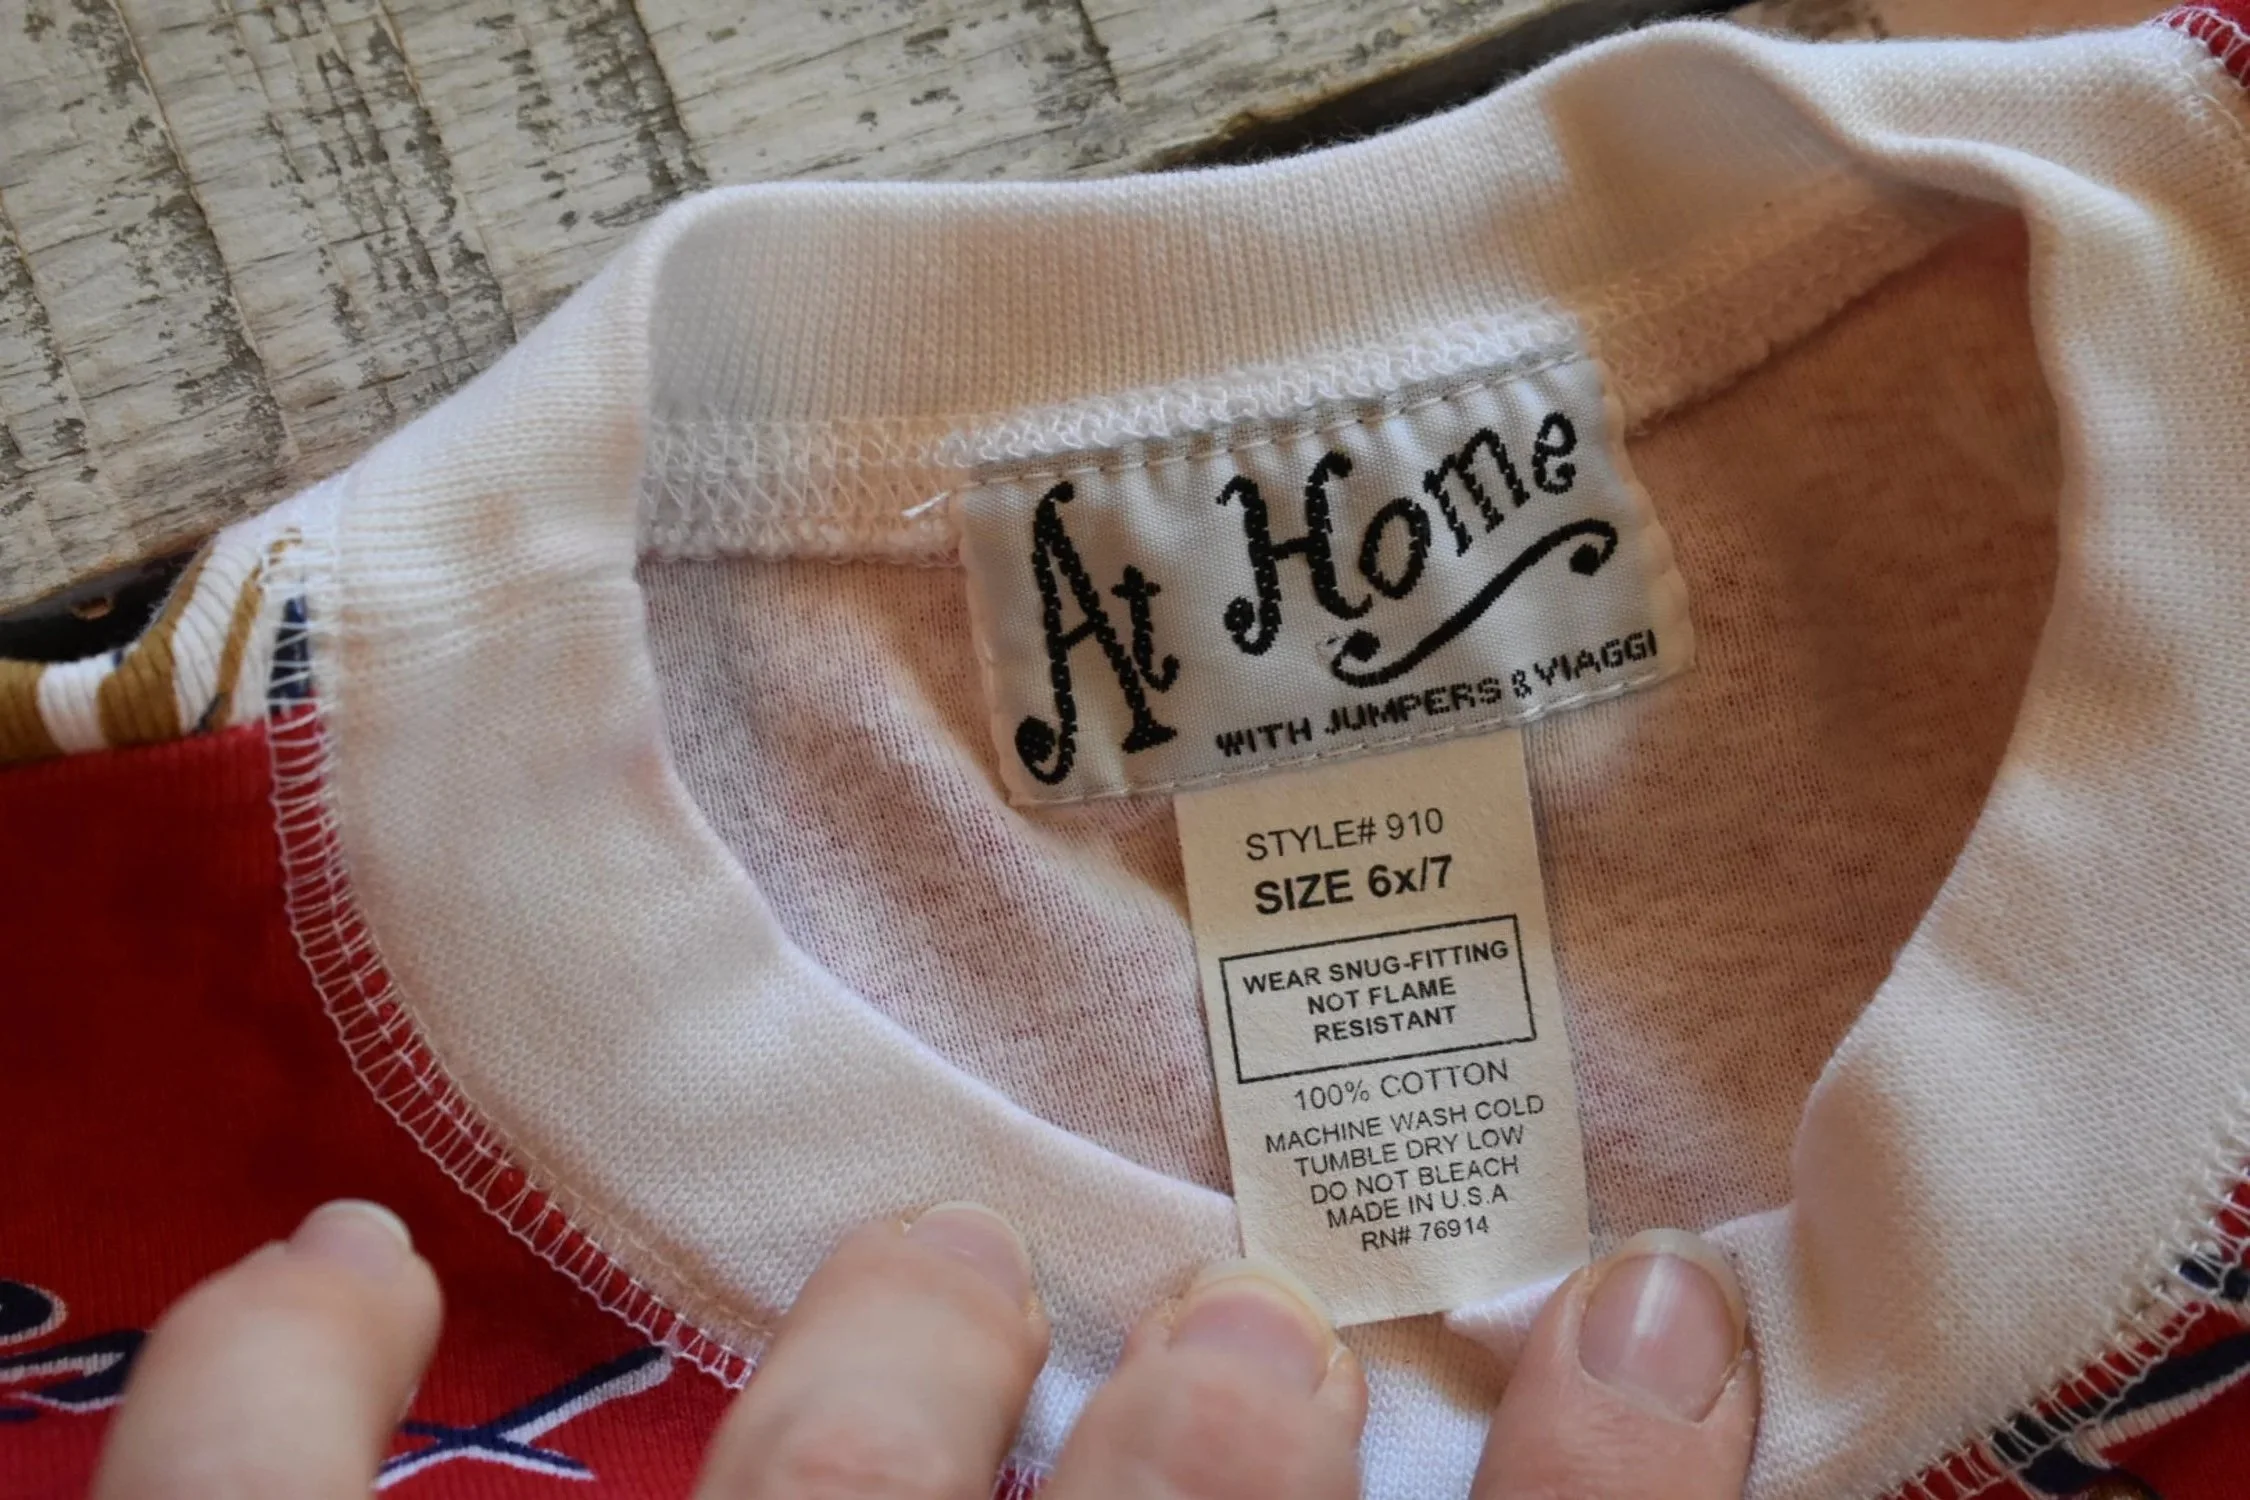 At Home
WITH JUMPERS & VIAGGI
STYLE# 910
SIZE 6x/7
WEAR SNUG-FITTING
NOT FLAME
RESISTANT
100% COTTON
MACHINE WASH COLD
TUMBLE DRY LOW
DO NOT BLEACH
MADE IN U.S.A
RN# 76914